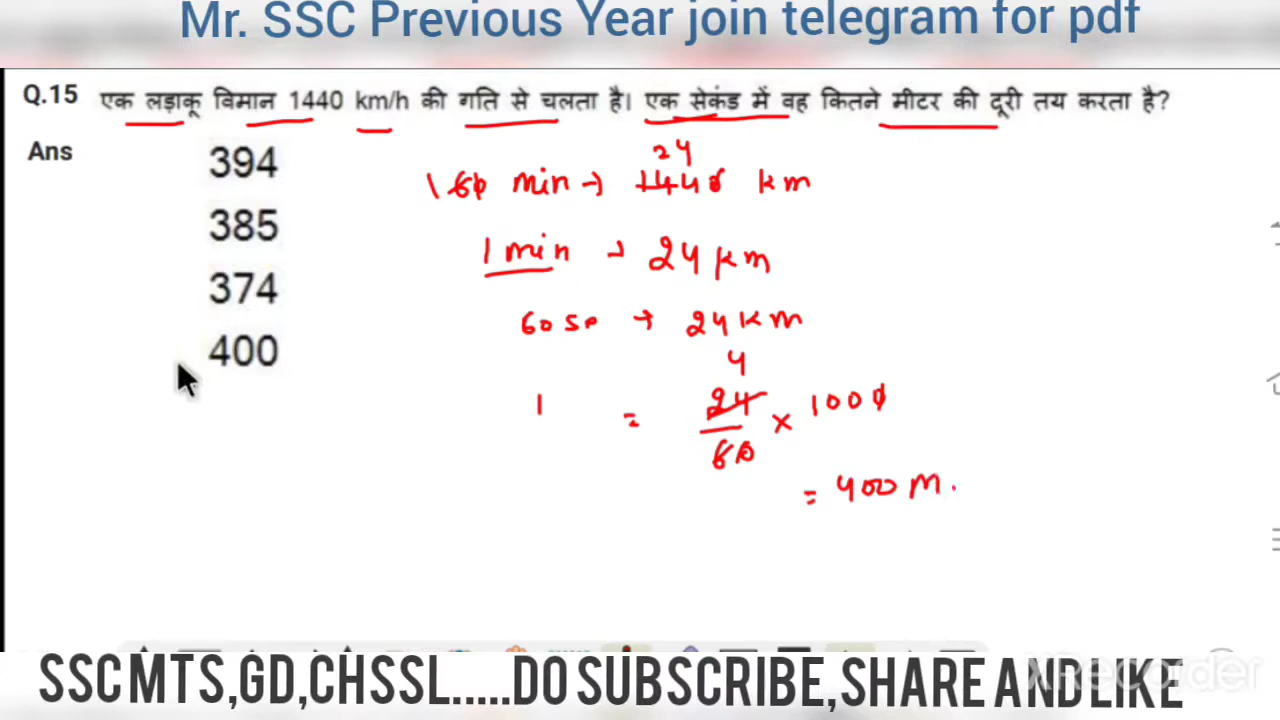 Mr. SSC Previous Year join telegram for pdf
Q.15 एक लड़ाकू विमान 1440 km/h की गति से चलता है। एक सेकंड में वह कितने मीटर की दूरी तय करता है?
Ans
394
385
374
400
24
1 60 min → 1440 km
1 min → 24 km
60 se → 24 km
4
1 = 24/60 × 1000
= 400 m.
XRecorder
SSC MTS,GD,CHSSL.....DO SUBSCRIBE,SHARE AND LIKE